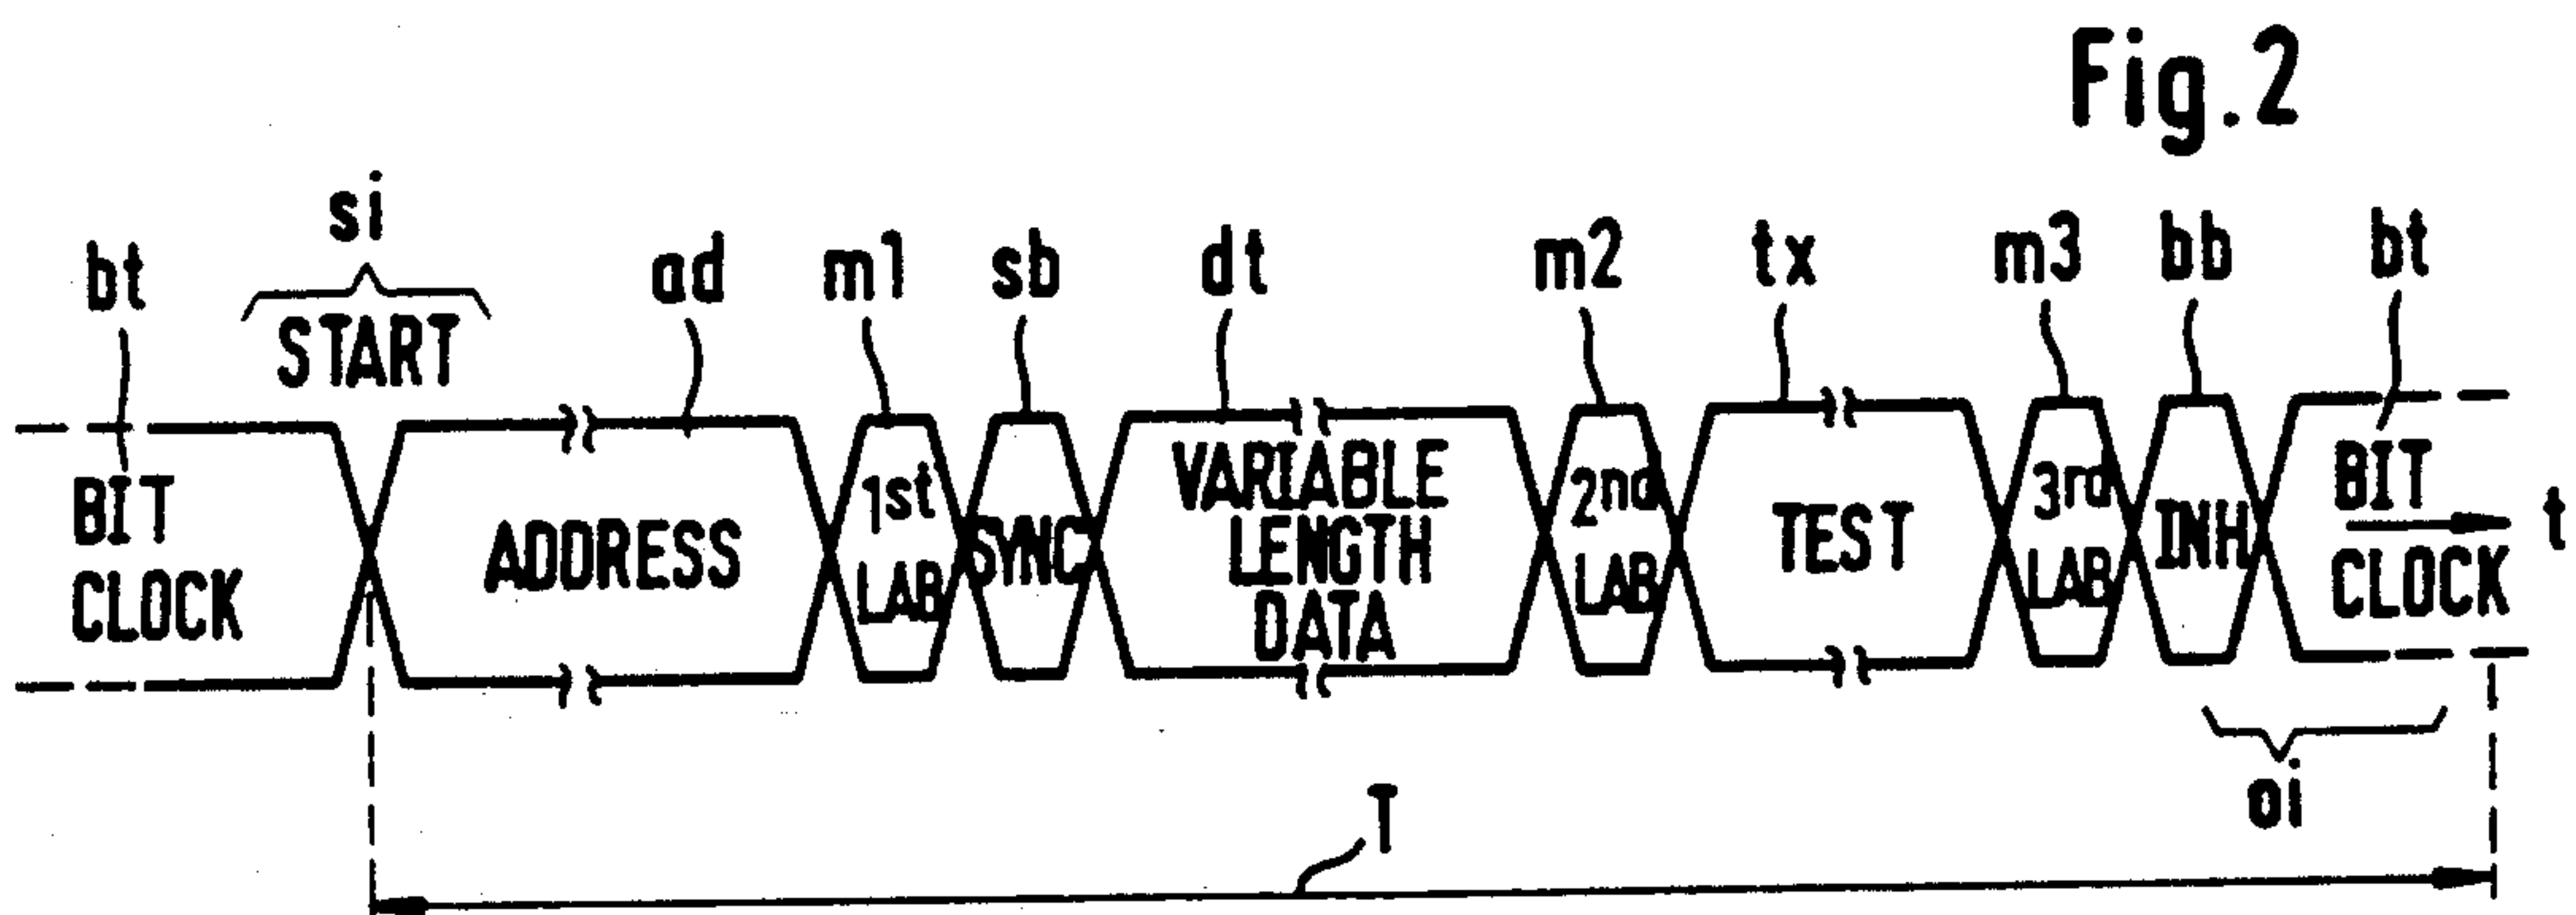 Fig.2
si
bt
START
ad
m1
sb
dt
m2
tx
m3
bb
bt
BIT
CLOCK
ADDRESS
1st
LAB
SYNC
VARIABLE
LENGTH
DATA
2nd
LAB
TEST
3rd
LAB
INH
BIT
CLOCK
t
oi
T